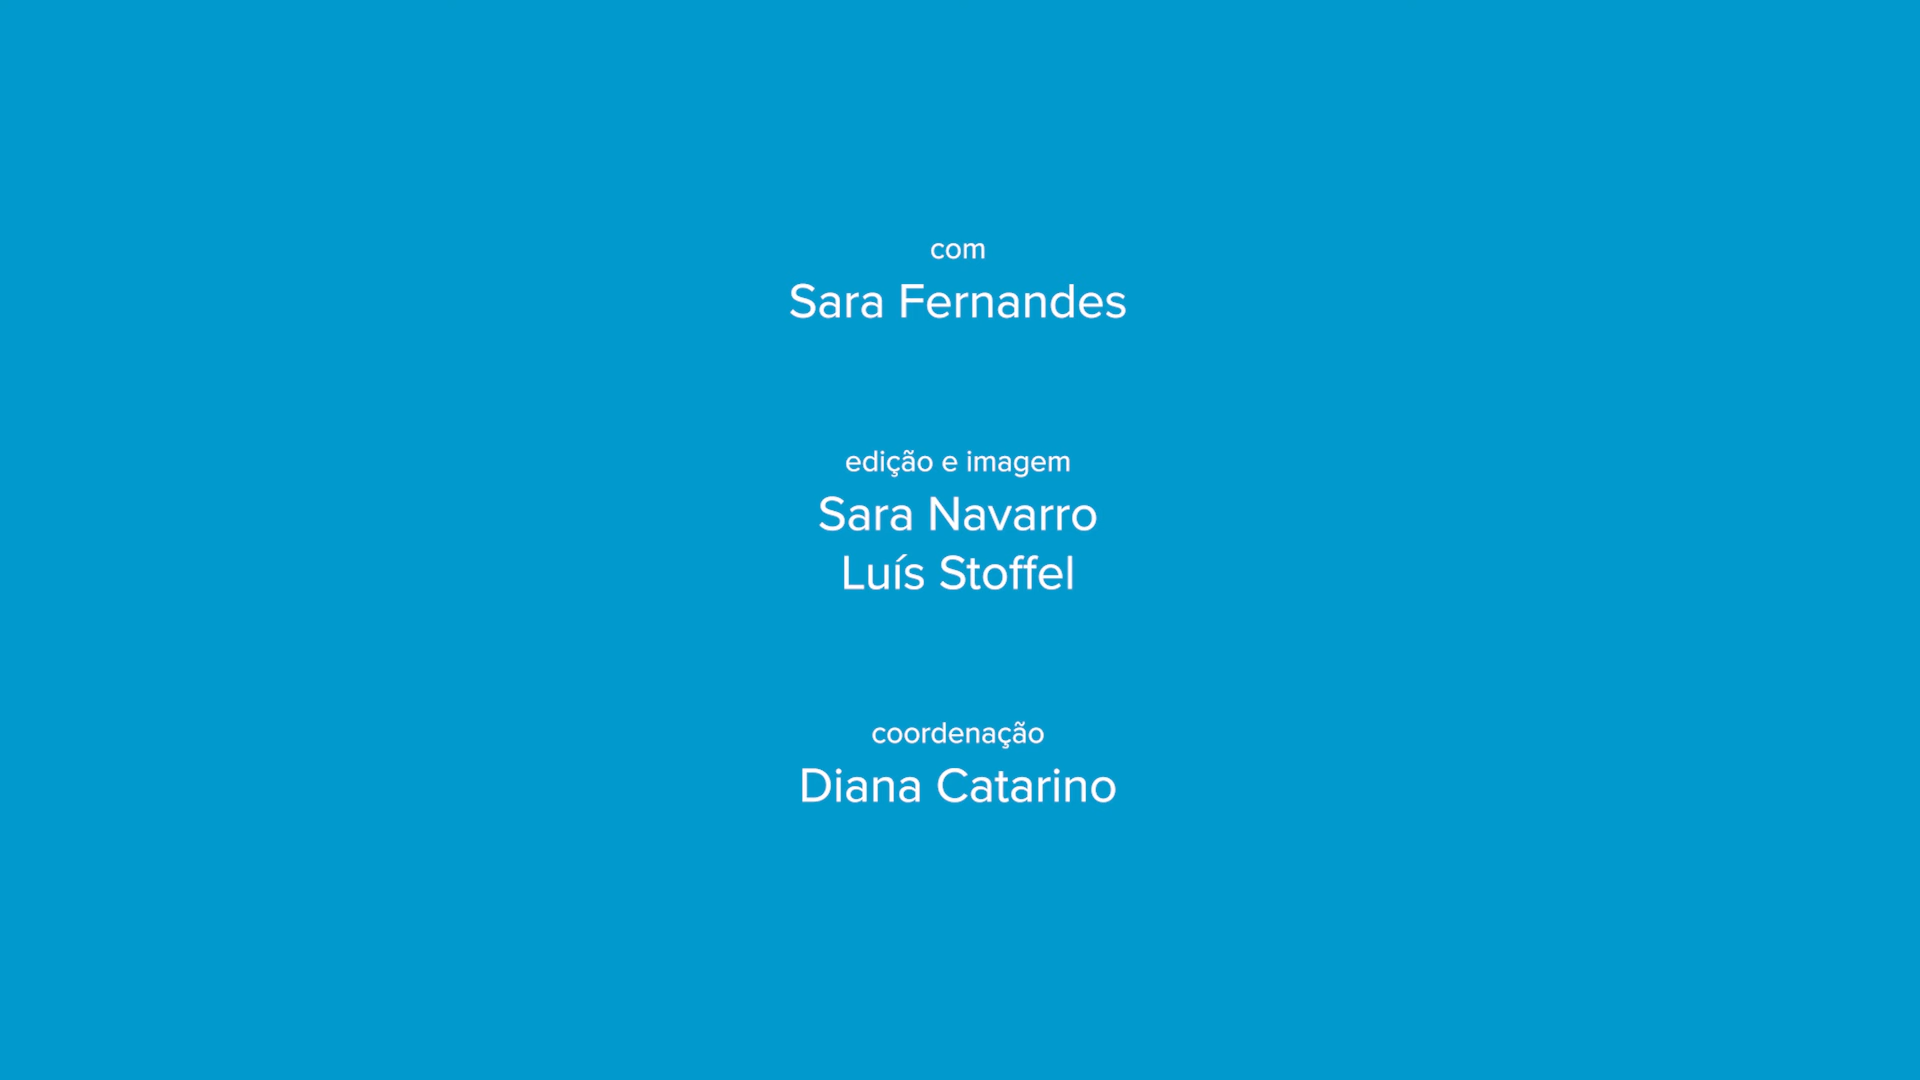 com
Sara Fernandes
edição e imagem
Sara Navarro
Luís Stoffel
coordenação
Diana Catarino